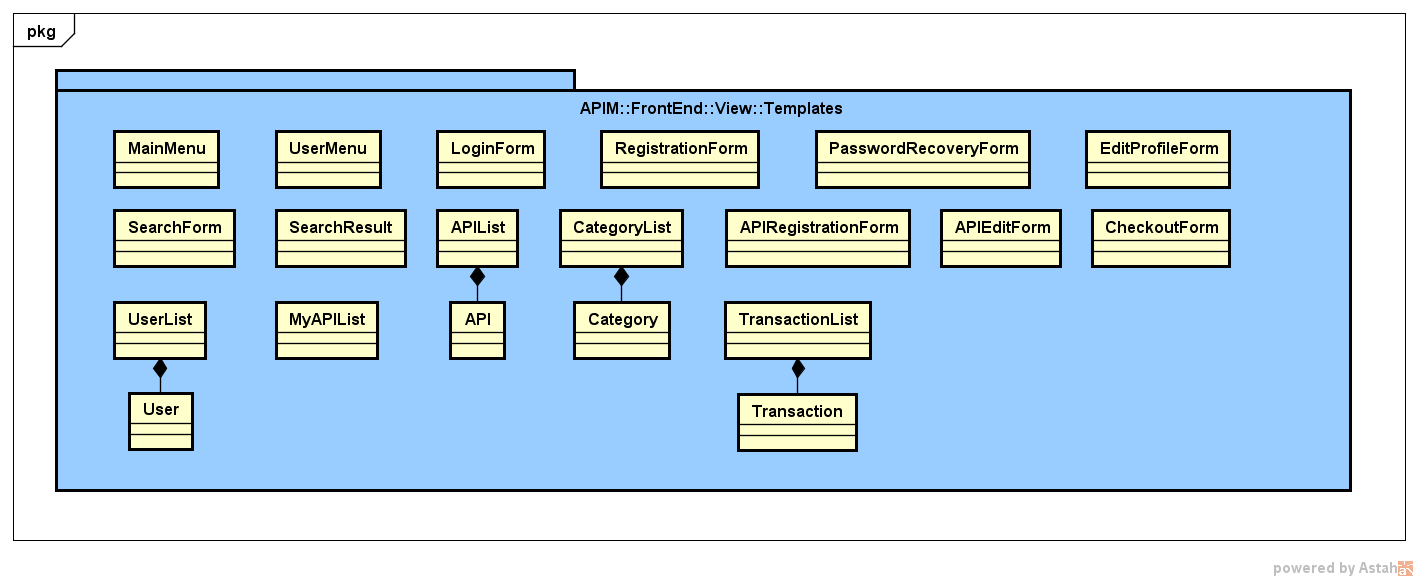 pkg
APIM::FrontEnd::View::Templates
MainMenu
UserMenu
LoginForm
RegistrationForm
PasswordRecoveryForm
EditProfileForm
SearchForm
SearchResult
APIList
CategoryList
APIRegistrationForm
APIEditForm
CheckoutForm
UserList
MyAPIList
API
Category
TransactionList
User
Transaction
powered by Astah